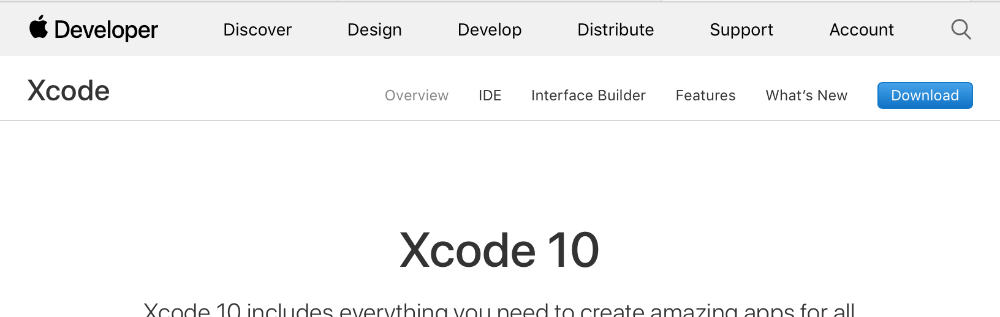 Developer Discover Design Develop Distribute Support Account
Xcode Overview IDE Interface Builder Features What's New Download
Xcode 10
Xcode 10 includes everything you need to create amazing apps for all